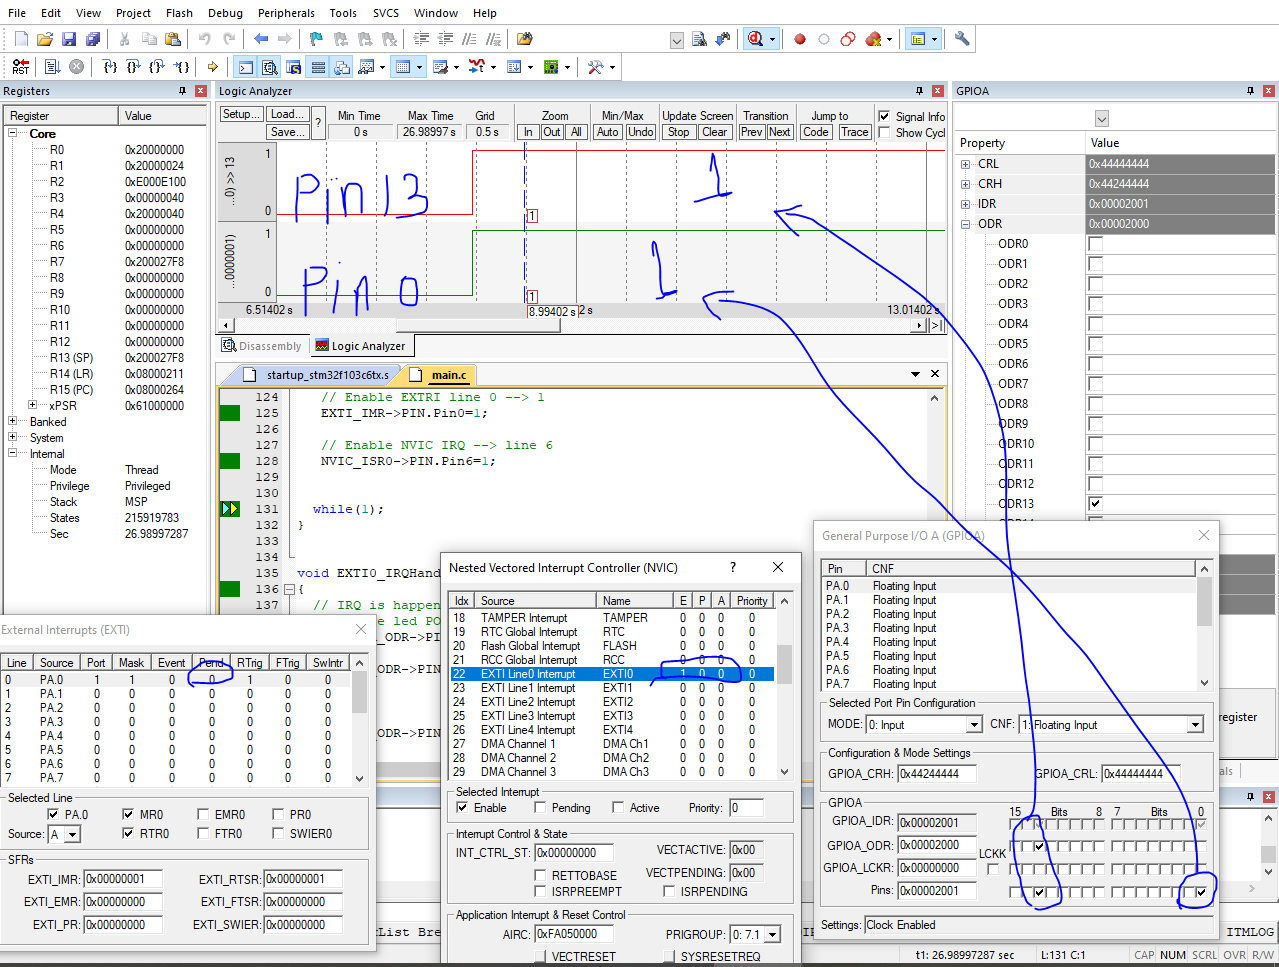 File Edit View Project Flash Debug Peripherals Tools SVCS Window Help
Registers
Register Value
Core
R0 0x20000000
R1 0x20000024
R2 0xE000E100
R3 0x00000040
R4 0x20000040
R5 0x00000000
R6 0x00000000
R7 0x200027F8
R8 0x00000000
R9 0x00000000
R10 0x00000000
R11 0x00000000
R12 0x00000000
R13 (SP) 0x200027F8
R14 (LR) 0x08000211
R15 (PC) 0x08000264
xPSR 0x61000000
Banked
System
Internal
Mode Thread
Privilege Privileged
Stack MSP
States 215919783
Sec 26.98997287
Logic Analyzer
Setup... Load... Save... ?
Min Time Max Time Grid Zoom Min/Max Update Screen Transition Jump to Signal Info
0 s 26.98997 s 0.5 s In Out All Auto Undo Stop Clear Prev Next Code Trace Show Cycl
...0) >> 13
1
0
Pin 13
1
1
...0000001)
1
0
Pin 0
1
1
6.51402 s 8.99402 s 2 s 13.01402 s
Disassembly Logic Analyzer
startup_stm32f103c6tx.s main.c
124 // Enable EXTRI line 0 --> 1
125 EXTI_IMR->PIN.Pin0=1;
126
127 // Enable NVIC IRQ --> line 6
128 NVIC_ISR0->PIN.Pin6=1;
129
130
131 while(1);
132 }
133
134
135 void EXTI0_IRQHand
136 {
137 // IRQ is happen
e led PO
_ODR->PI
_ODR->PIN
_ODR->PIN
GPIOA
Property Value
CRL 0x44444444
CRH 0x44244444
IDR 0x00002001
ODR 0x00002000
ODR0
ODR1
ODR2
ODR3
ODR4
ODR5
ODR6
ODR7
ODR8
ODR9
ODR10
ODR11
ODR12
ODR13
External Interrupts (EXTI)
Line Source Port Mask Event Pend RTrig FTrig SwIntr
0 PA.0 1 1 0 0 1 0 0
1 PA.1 0 0 0 0 0 0 0
2 PA.2 0 0 0 0 0 0 0
3 PA.3 0 0 0 0 0 0 0
4 PA.4 0 0 0 0 0 0 0
5 PA.5 0 0 0 0 0 0 0
6 PA.6 0 0 0 0 0 0 0
7 PA.7 0 0 0 0 0 0 0
Selected Line
PA.0 MR0 EMR0 PR0
Source: A RTR0 FTR0 SWIER0
SFRs
EXTI_IMR: 0x00000001 EXTI_RTSR: 0x00000001
EXTI_EMR: 0x00000000 EXTI_FTSR: 0x00000000
EXTI_PR: 0x00000000 EXTI_SWIER: 0x00000000
Nested Vectored Interrupt Controller (NVIC) ?
Idx Source Name E P A Priority
18 TAMPER Interrupt TAMPER 0 0 0 0
19 RTC Global Interrupt RTC 0 0 0 0
20 Flash Global Interrupt FLASH 0 0 0 0
21 RCC Global Interrupt RCC 0 0 0 0
22 EXTI Line0 Interrupt EXTI0 1 0 0 0
23 EXTI Line1 Interrupt EXTI1 0 0 0 0
24 EXTI Line2 Interrupt EXTI2 0 0 0 0
25 EXTI Line3 Interrupt EXTI3 0 0 0 0
26 EXTI Line4 Interrupt EXTI4 0 0 0 0
27 DMA Channel 1 DMA Ch1 0 0 0 0
28 DMA Channel 2 DMA Ch2 0 0 0 0
29 DMA Channel 3 DMA Ch3 0 0 0 0
Selected Interrupt
Enable Pending Active Priority: 0
Interrupt Control & State
INT_CTRL_ST: 0x00000000 VECTACTIVE: 0x00
RETTOBASE VECTPENDING: 0x00
ISRPREEMPT ISRPENDING
Application Interrupt & Reset Control
AIRC: 0xFA050000 PRIGROUP: 0: 7.1
VECTRESET SYSRESETREQ
General Purpose I/O A (GPIOA)
Pin CNF
PA.0 Floating Input
PA.1 Floating Input
PA.2 Floating Input
PA.3 Floating Input
PA.4 Floating Input
PA.5 Floating Input
PA.6 Floating Input
PA.7 Floating Input
Selected Port Pin Configuration
MODE: 0: Input CNF: 1: Floating Input
Configuration & Mode Settings
GPIOA_CRH: 0x44244444 GPIOA_CRL: 0x44444444
GPIOA 15 Bits 8 7 Bits 0
GPIOA_IDR: 0x00002001
GPIOA_ODR: 0x00002000
GPIOA_LCKR: 0x00000000 LCKK
Pins: 0x00002001
Settings: Clock Enabled
register
als
List Bre
ITMLOG
t1: 26.98997287 sec L:131 C:1 CAP NUM SCRL OVR R/W